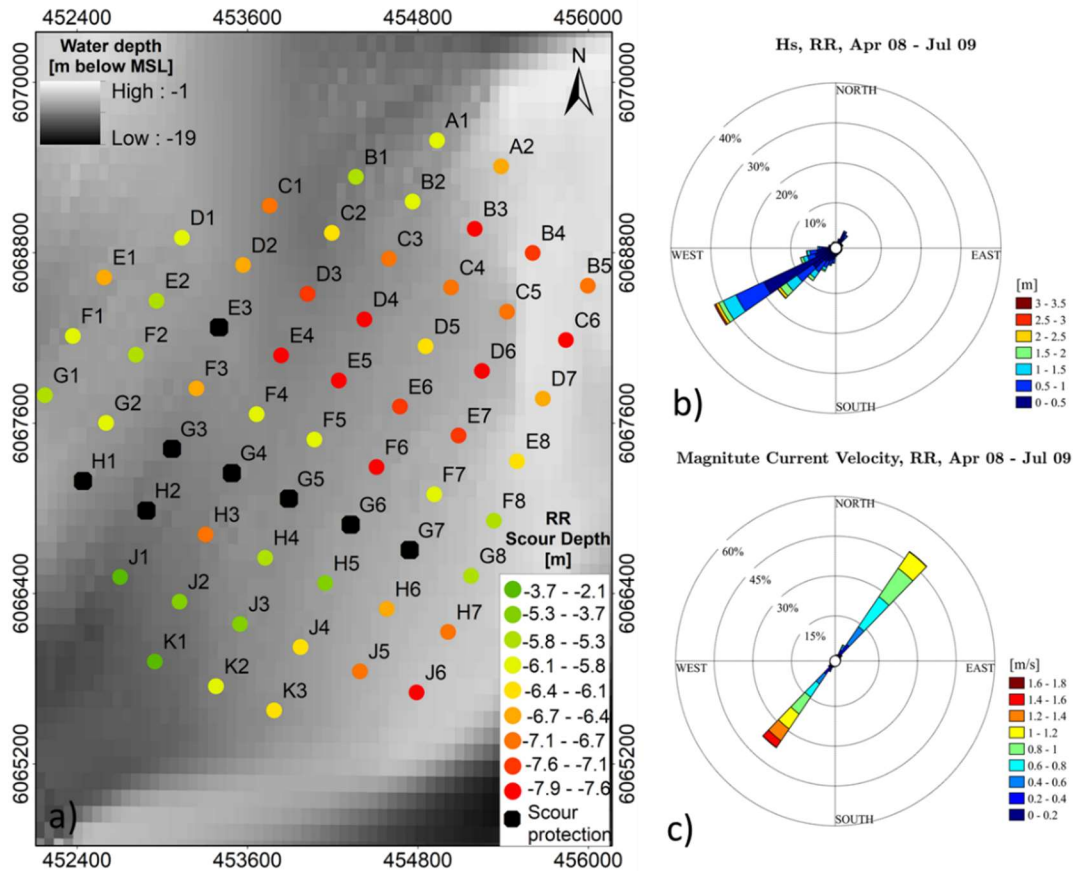 452400 453600 454800 456000
Water depth
[m below MSL]
High : -1
Low : -19
N
6070000
6068800
6067600
6066400
6065200
6070000
6068800
6067600
6066400
6065200
A1
A2
B1
B2
B3
B4
B5
C1
C2
C3
C4
C5
C6
D1
D2
D3
D4
D5
D6
D7
E1
E2
E3
E4
E5
E6
E7
E8
F1
F2
F3
F4
F5
F6
F7
F8
G1
G2
G3
G4
G5
G6
G7
G8
H1
H2
H3
H4
H5
H6
H7
J1
J2
J3
J4
J5
J6
K1
K2
K3
RR
Scour Depth
[m]
-3.7 - -2.1
-5.3 - -3.7
-5.8 - -5.3
-6.1 - -5.8
-6.4 - -6.1
-6.7 - -6.4
-7.1 - -6.7
-7.6 - -7.1
-7.9 - -7.6
Scour
protection
a)
452400 453600 454800 456000
Hs, RR, Apr 08 - Jul 09
NORTH
40%
30%
20%
10%
WEST
EAST
SOUTH
[m]
3 - 3.5
2.5 - 3
2 - 2.5
1.5 - 2
1 - 1.5
0.5 - 1
0 - 0.5
b)
Magnitute Current Velocity, RR, Apr 08 - Jul 09
NORTH
60%
45%
30%
15%
WEST
EAST
SOUTH
[m/s]
1.6 - 1.8
1.4 - 1.6
1.2 - 1.4
1 - 1.2
0.8 - 1
0.6 - 0.8
0.4 - 0.6
0.2 - 0.4
0 - 0.2
c)